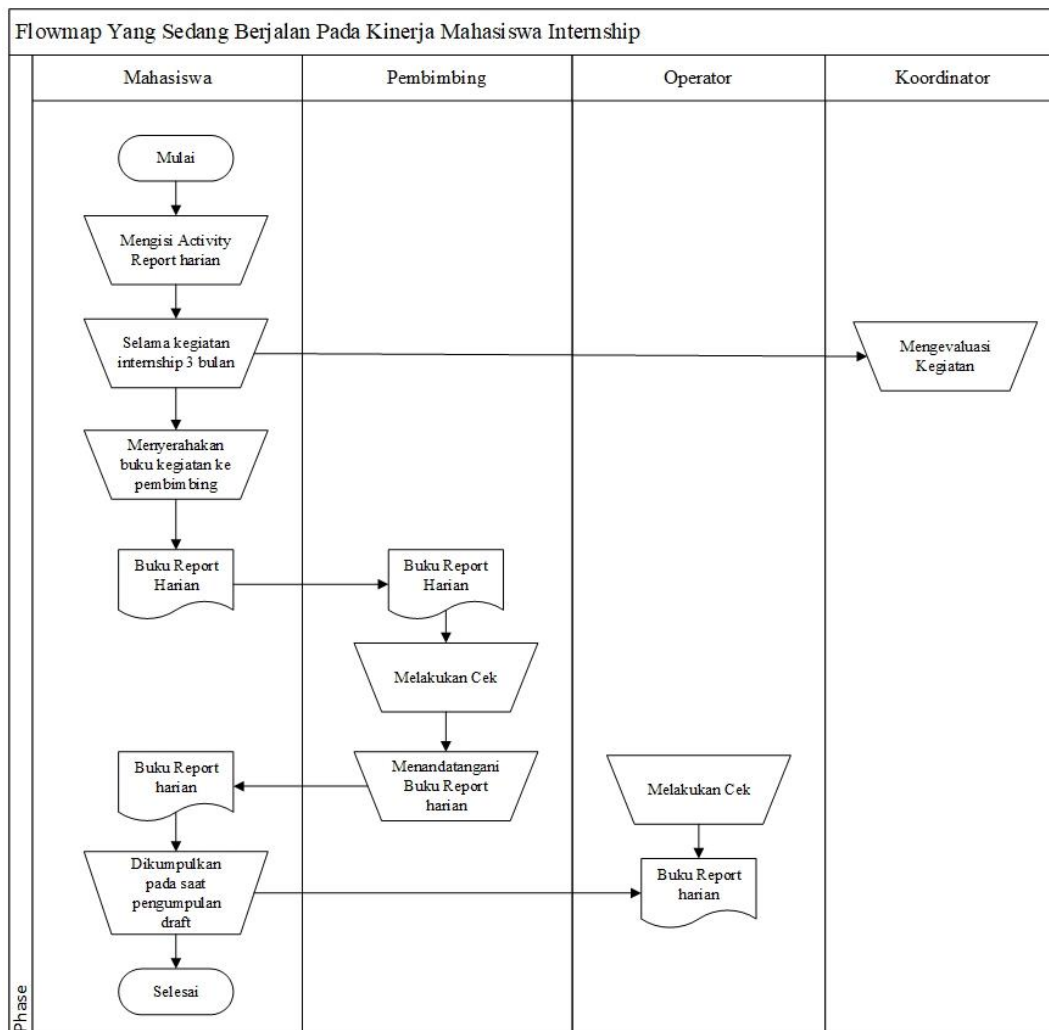 Flowmap Yang Sedang Berjalan Pada Kinerja Mahasiswa Internship
Mahasiswa
Pembimbing
Operator
Koordinator
Mulai
Mengisi Activity
Report harian
Selama kegiatan
internship 3 bulan
Mengevaluasi
Kegiatan
Menyerahakan
buku kegiatan ke
pembimbing
Buku Report
Harian
Buku Report
Harian
Melakukan Cek
Menandatangani
Buku Report
harian
Buku Report
harian
Melakukan Cek
Buku Report
harian
Dikumpulkan
pada saat
pengumpulan
draft
Selesai
Phase